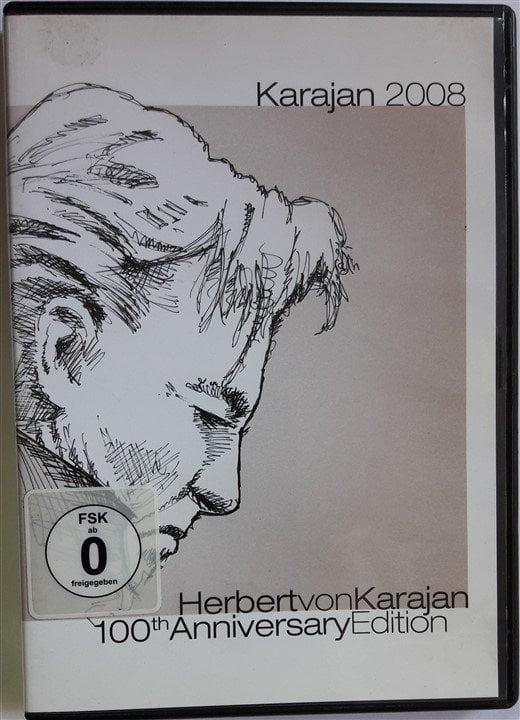 Karajan 2008
FSK
ab
0
freigegeben
HerbertvonKarajan
100thAnniversaryEdition